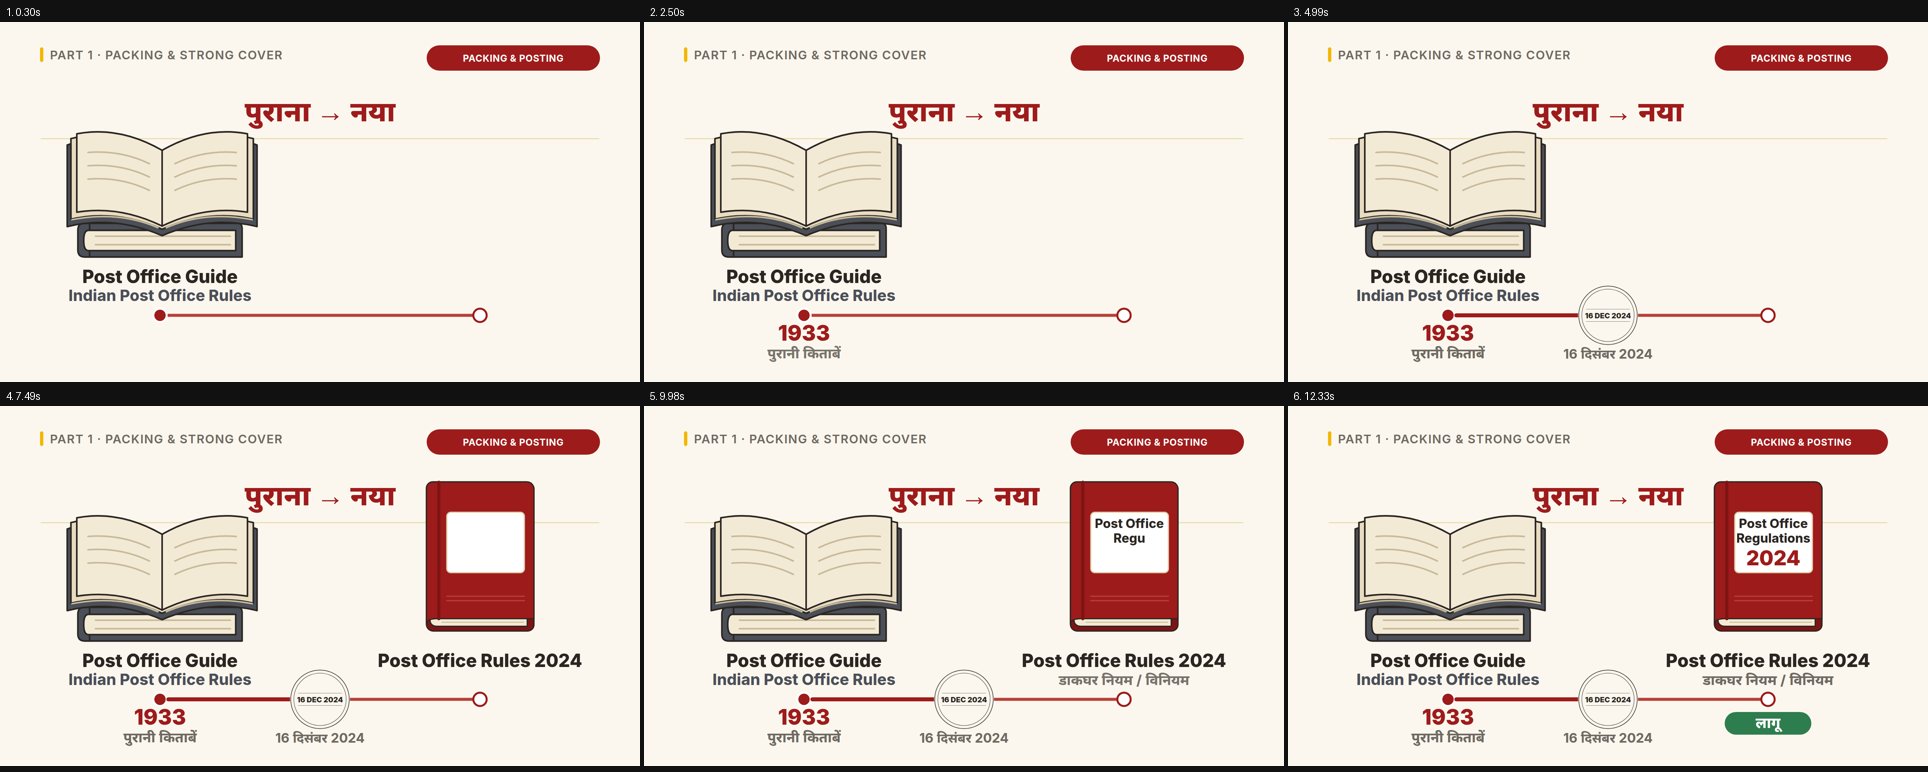 1. 0.30s
PART 1 · PACKING & STRONG COVER
PACKING & POSTING
पुराना → नया
Post Office Guide
Indian Post Office Rules
2. 2.50s
PART 1 · PACKING & STRONG COVER
PACKING & POSTING
पुराना → नया
Post Office Guide
Indian Post Office Rules
1933
पुरानी किताबें
3. 4.99s
PART 1 · PACKING & STRONG COVER
PACKING & POSTING
पुराना → नया
Post Office Guide
Indian Post Office Rules
16 DEC 2024
1933
पुरानी किताबें
16 दिसंबर 2024
4. 7.49s
PART 1 · PACKING & STRONG COVER
PACKING & POSTING
पुराना → नया
Post Office Guide
Indian Post Office Rules
Post Office Rules 2024
16 DEC 2024
1933
पुरानी किताबें
16 दिसंबर 2024
5. 9.98s
PART 1 · PACKING & STRONG COVER
PACKING & POSTING
पुराना → नया
Post Office
Regu
Post Office Guide
Indian Post Office Rules
Post Office Rules 2024
डाकघर नियम / विनियम
16 DEC 2024
1933
पुरानी किताबें
16 दिसंबर 2024
6. 12.33s
PART 1 · PACKING & STRONG COVER
PACKING & POSTING
पुराना → नया
Post Office
Regulations
2024
Post Office Guide
Indian Post Office Rules
Post Office Rules 2024
डाकघर नियम / विनियम
16 DEC 2024
1933
पुरानी किताबें
16 दिसंबर 2024
लागू